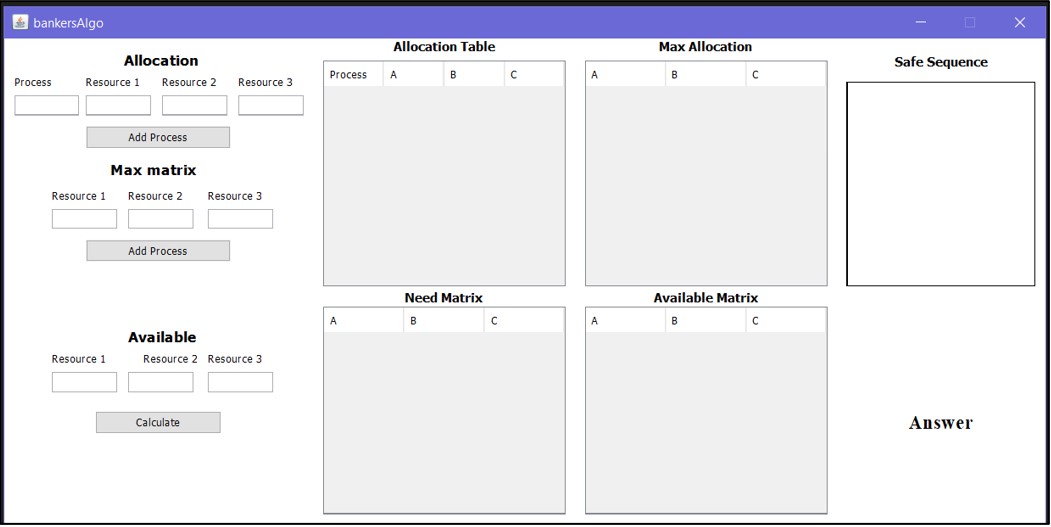 bankersAlgo
Allocation
Process Resource 1 Resource 2 Resource 3
Add Process
Max matrix
Resource 1 Resource 2 Resource 3
Add Process
Available
Resource 1 Resource 2 Resource 3
Calculate
Allocation Table
Process A B C
Max Allocation
A B C
Need Matrix
A B C
Available Matrix
A B C
Safe Sequence
Answer